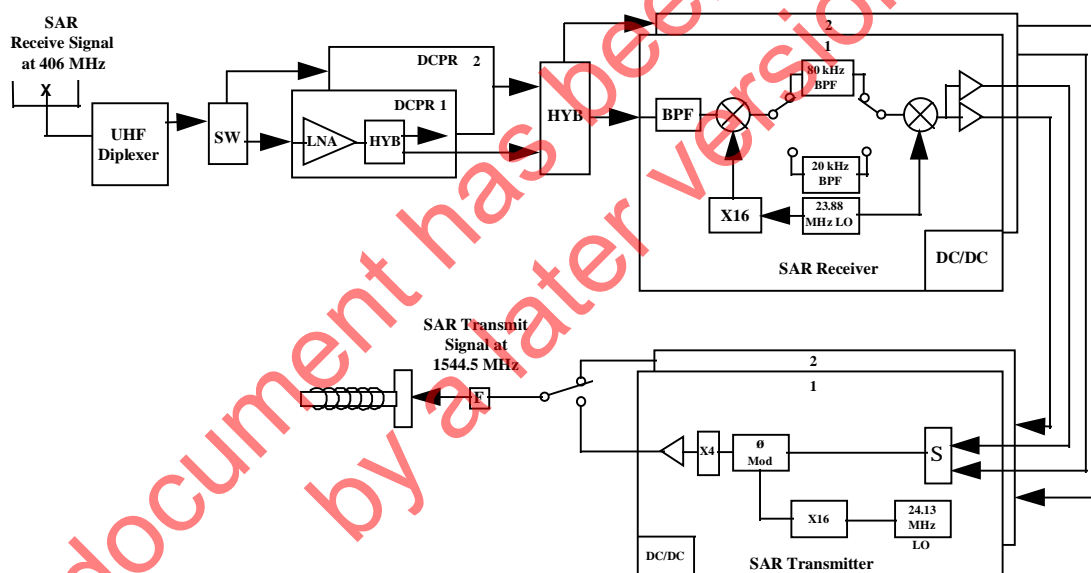 SAR
Receive Signal
at 406 MHz
X
UHF
Diplexer
SW
DCPR 2
DCPR 1
LNA
HYB
HYB
2
1
BPF
80 kHz
BPF
20 kHz
BPF
X16
23.88
MHz LO
SAR Receiver
DC/DC
SAR Transmit
Signal at
1544.5 MHz
F
2
1
X4
ø
Mod
S
X16
24.13
MHz
LO
DC/DC
SAR Transmitter
document has bee
by a later version